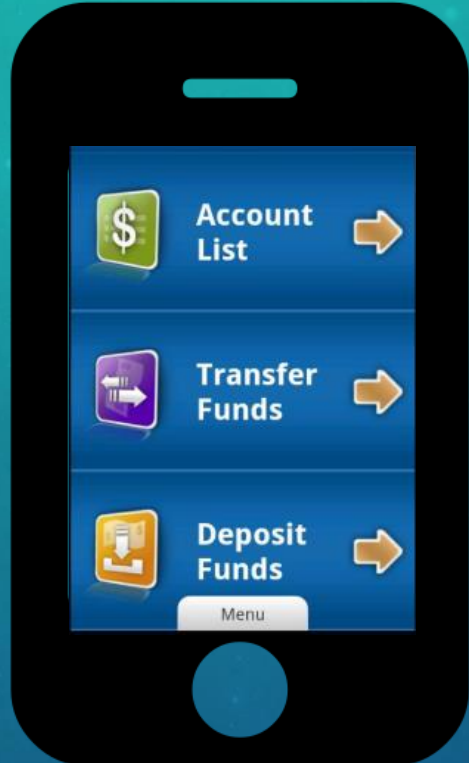 $
Account
List
Transfer
Funds
Deposit
Funds
Menu